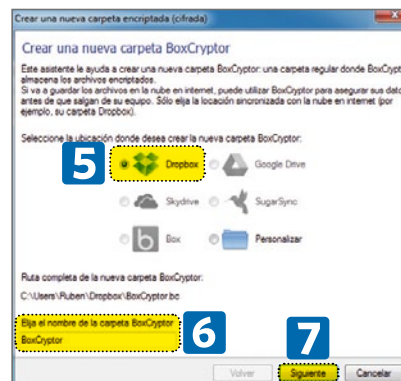 Crear una nueva carpeta encriptada (cifrada)
Crear una nueva carpeta BoxCryptor
Este asistente le ayuda a crear una nueva carpeta BoxCryptor: una carpeta regular donde BoxCrypt
almacena los archivos encriptados.
Si va a guardar los archivos en la nube en internet, puede utilizar BoxCryptor para asegurar sus dato
antes de que salgan de su equipo. Sólo elija la locación sincronizada con la nube en internet (por
ejemplo, su carpeta Dropbox).
Seleccione la ubicación donde desea crear la nueva carpeta BoxCryptor:
5 Dropbox Google Drive
Skydrive SugarSync
Box Personalizar
Ruta completa de la nueva carpeta BoxCryptor:
C:\Users\Ruben\Dropbox\BoxCryptor.bc
Elija el nombre de la carpeta BoxCryptor
BoxCryptor
6 7
Volver Siguiente Cancelar